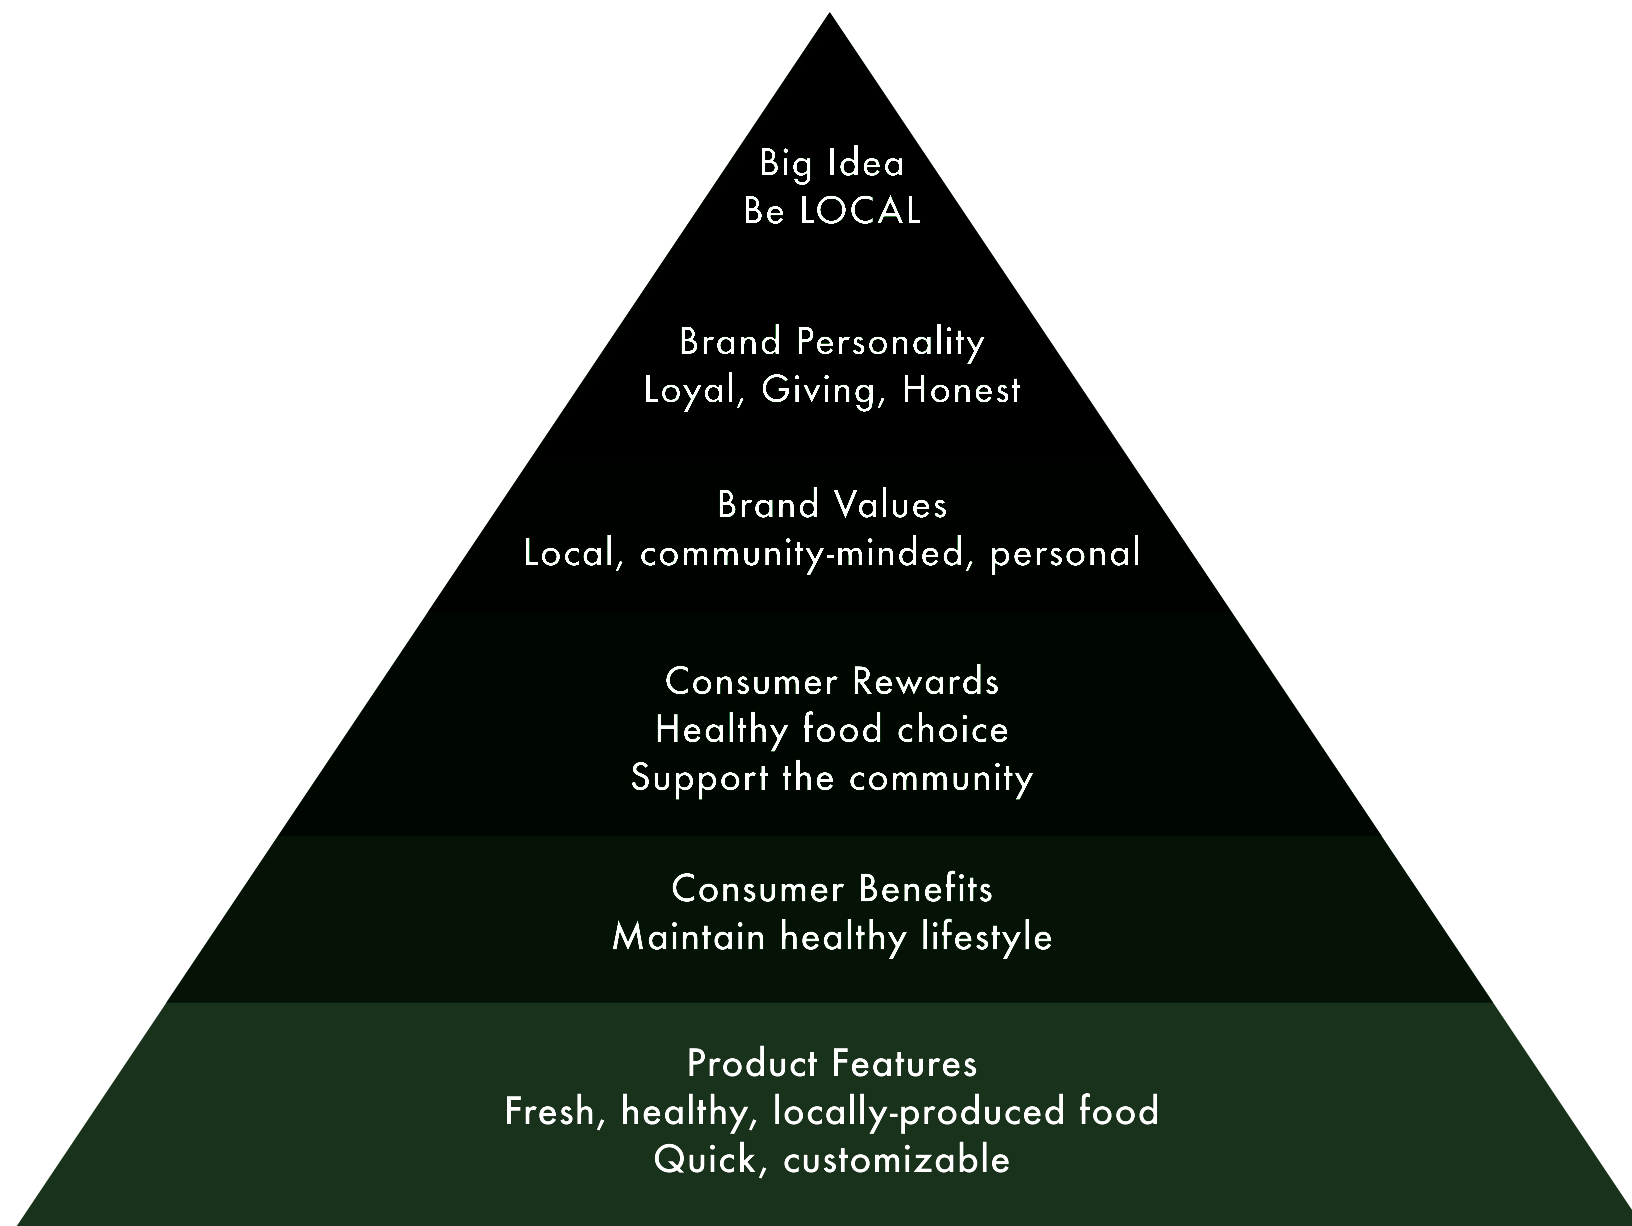 Big Idea
Be LOCAL
Brand Personality
Loyal, Giving, Honest
Brand Values
Local, community-minded, personal
Consumer Rewards
Healthy food choice
Support the community
Consumer Benefits
Maintain healthy lifestyle
Product Features
Fresh, healthy, locally-produced food
Quick, customizable